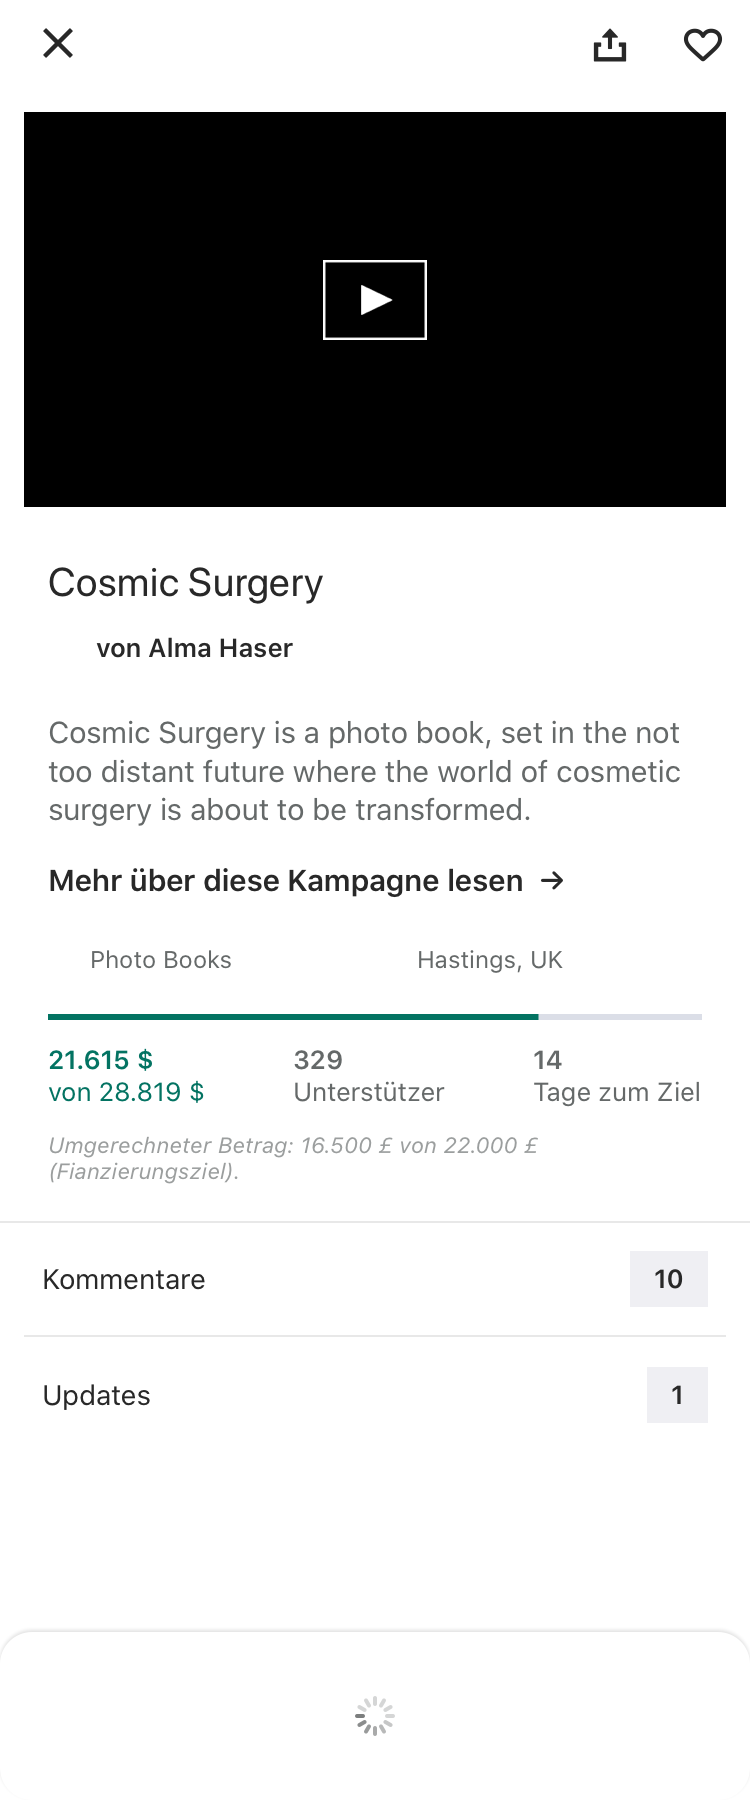 Cosmic Surgery
von Alma Haser
Cosmic Surgery is a photo book, set in the not
too distant future where the world of cosmetic
surgery is about to be transformed.
Mehr über diese Kampagne lesen →
Photo Books
Hastings, UK
21.615 $
von 28.819 $
329
Unterstützer
14
Tage zum Ziel
Umgerechneter Betrag: 16.500 £ von 22.000 £
(Fianzierungsziel).
Kommentare
10
Updates
1